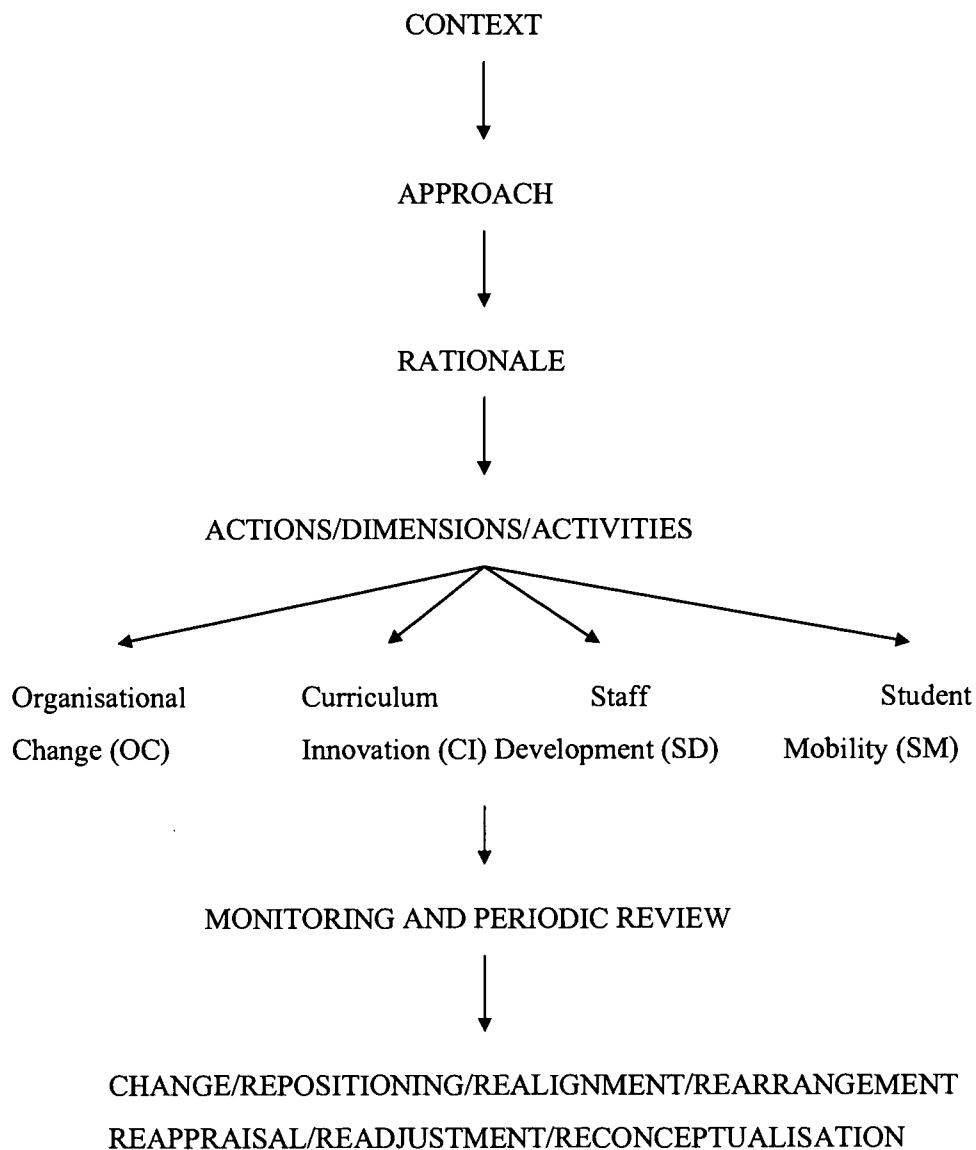 CONTEXT
APPROACH
RATIONALE
ACTIONS/DIMENSIONS/ACTIVITIES
Organisational Curriculum Staff Student
Change (OC) Innovation (CI) Development (SD) Mobility (SM)
MONITORING AND PERIODIC REVIEW
CHANGE/REPOSITIONING/REALIGNMENT/REARRANGEMENT
REAPPRAISAL/READJUSTMENT/RECONCEPTUALISATION